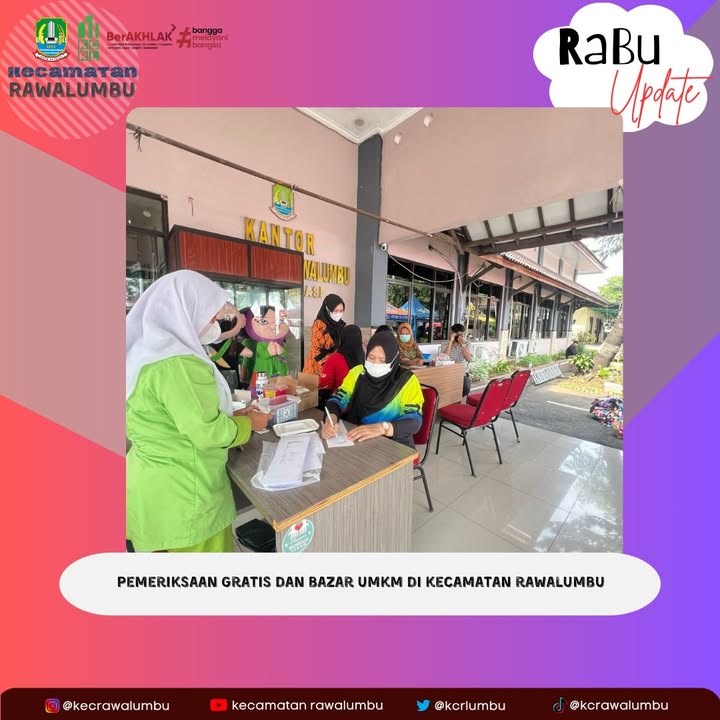 BerAKHLAK
#bangga
melayani
bangsa
Kecamatan
RAWALUMBU
RaBu
Update
KANTOR
PEMERIKSAAN GRATIS DAN BAZAR UMKM DI KECAMATAN RAWALUMBU
@kecrawalumbu
kecamatan rawalumbu
@kcrlumbu
@kcrawalumbu